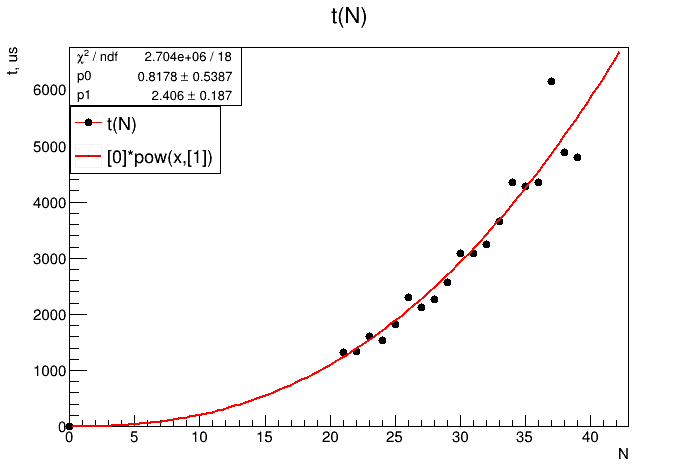 t(N)
t, us
χ² / ndf 2.704e+06 / 18
p0 0.8178 ± 0.5387
p1 2.406 ± 0.187
t(N)
[0]*pow(x,[1])
6000
5000
4000
3000
2000
1000
0
0 5 10 15 20 25 30 35 40
N